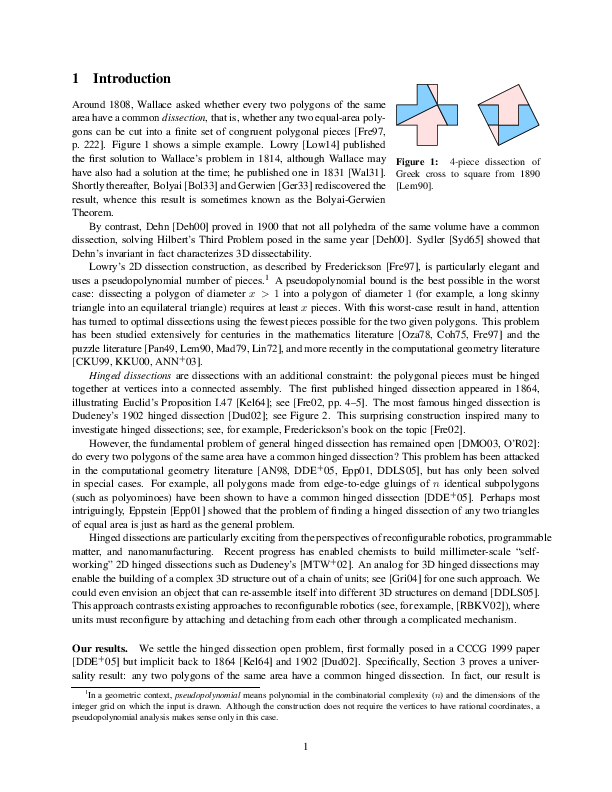 1 Introduction
Around 1808, Wallace asked whether every two polygons of the same
area have a common dissection, that is, whether any two equal-area poly-
gons can be cut into a finite set of congruent polygonal pieces [Fre97,
p. 222]. Figure 1 shows a simple example. Lowry [Low14] published
the first solution to Wallace's problem in 1814, although Wallace may
have also had a solution at the time; he published one in 1831 [Wal31].
Shortly thereafter, Bolyai [Bol33] and Gerwien [Ger33] rediscovered the
result, whence this result is sometimes known as the Bolyai-Gerwien
Theorem.
Figure 1: 4-piece dissection of
Greek cross to square from 1890
[Lem90].
By contrast, Dehn [Deh00] proved in 1900 that not all polyhedra of the same volume have a common
dissection, solving Hilbert's Third Problem posed in the same year [Deh00]. Sydler [Syd65] showed that
Dehn's invariant in fact characterizes 3D dissectability.
Lowry's 2D dissection construction, as described by Frederickson [Fre97], is particularly elegant and
uses a pseudopolynomial number of pieces.1 A pseudopolynomial bound is the best possible in the worst
case: dissecting a polygon of diameter x > 1 into a polygon of diameter 1 (for example, a long skinny
triangle into an equilateral triangle) requires at least x pieces. With this worst-case result in hand, attention
has turned to optimal dissections using the fewest pieces possible for the two given polygons. This problem
has been studied extensively for centuries in the mathematics literature [Oza78, Coh75, Fre97] and the
puzzle literature [Pan49, Lem90, Mad79, Lin72], and more recently in the computational geometry literature
[CKU99, KKU00, ANN+03].
Hinged dissections are dissections with an additional constraint: the polygonal pieces must be hinged
together at vertices into a connected assembly. The first published hinged dissection appeared in 1864,
illustrating Euclid's Proposition I.47 [Kel64]; see [Fre02, pp. 4–5]. The most famous hinged dissection is
Dudeney's 1902 hinged dissection [Dud02]; see Figure 2. This surprising construction inspired many to
investigate hinged dissections; see, for example, Frederickson's book on the topic [Fre02].
However, the fundamental problem of general hinged dissection has remained open [DMO03, O'R02]:
do every two polygons of the same area have a common hinged dissection? This problem has been attacked
in the computational geometry literature [AN98, DDE+05, Epp01, DDLS05], but has only been solved
in special cases. For example, all polygons made from edge-to-edge gluings of n identical subpolygons
(such as polyominoes) have been shown to have a common hinged dissection [DDE+05]. Perhaps most
intriguingly, Eppstein [Epp01] showed that the problem of finding a hinged dissection of any two triangles
of equal area is just as hard as the general problem.
Hinged dissections are particularly exciting from the perspectives of reconfigurable robotics, programmable
matter, and nanomanufacturing. Recent progress has enabled chemists to build millimeter-scale “self-
working” 2D hinged dissections such as Dudeney's [MTW+02]. An analog for 3D hinged dissections may
enable the building of a complex 3D structure out of a chain of units; see [Gri04] for one such approach. We
could even envision an object that can re-assemble itself into different 3D structures on demand [DDLS05].
This approach contrasts existing approaches to reconfigurable robotics (see, for example, [RBKV02]), where
units must reconfigure by attaching and detaching from each other through a complicated mechanism.
Our results. We settle the hinged dissection open problem, first formally posed in a CCCG 1999 paper
[DDE+05] but implicit back to 1864 [Kel64] and 1902 [Dud02]. Specifically, Section 3 proves a univer-
sality result: any two polygons of the same area have a common hinged dissection. In fact, our result is
1In a geometric context, pseudopolynomial means polynomial in the combinatorial complexity (n) and the dimensions of the
integer grid on which the input is drawn. Although the construction does not require the vertices to have rational coordinates, a
pseudopolynomial analysis makes sense only in this case.
1